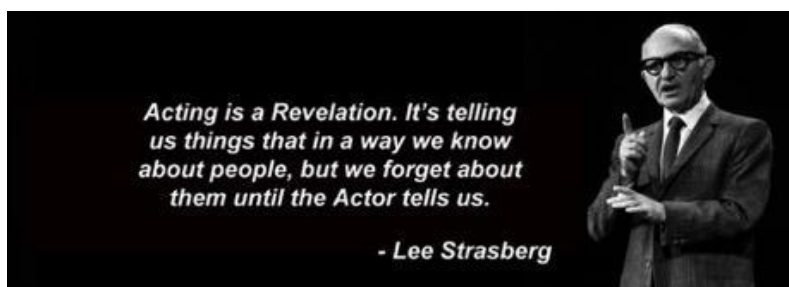 Acting is a Revelation. It's telling
us things that in a way we know
about people, but we forget about
them until the Actor tells us.
- Lee Strasberg